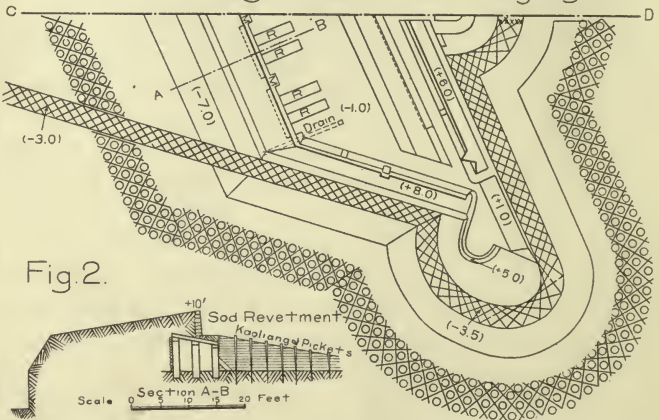 C D
B
R
R
A
(-7.0)
R
R
(-1.0)
(+8.0)
Drain
(-3.0)
(+8.0)
(+1.0)
(+5.0)
(-3.5)
Fig. 2.
+10'
Sod Revetment
Kaoliang Pickets
Section A-B
Scale 0 5 10 15 20 Feet